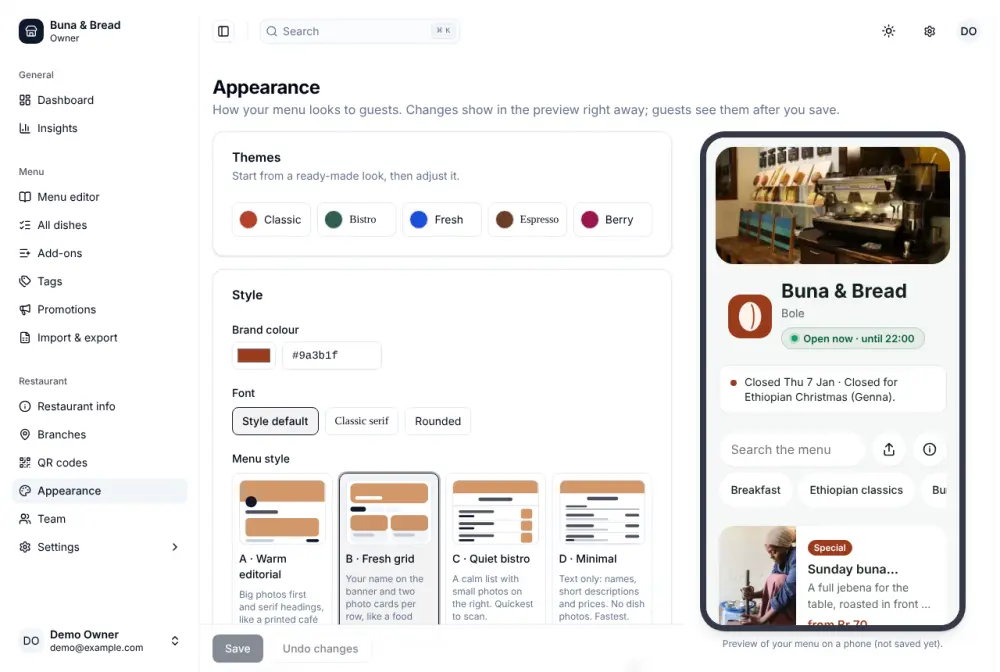 Buna & Bread
Owner
General
Dashboard
Insights
Menu
Menu editor
All dishes
Add-ons
Tags
Promotions
Import & export
Restaurant
Restaurant info
Branches
QR codes
Appearance
Team
Settings
DO
Demo Owner
demo@example.com
Search
⌘ K
DO
Appearance
How your menu looks to guests. Changes show in the preview right away; guests see them after you save.
Themes
Start from a ready-made look, then adjust it.
Classic
Bistro
Fresh
Espresso
Berry
Style
Brand colour
#9a3b1f
Font
Style default
Classic serif
Rounded
Menu style
A · Warm
editorial
Big photos first
and serif headings,
like a printed café
B · Fresh grid
Your name on the
banner and two
photo cards per
row, like a food
C · Quiet bistro
A calm list with
small photos on
the right. Quickest
to scan.
D · Minimal
Text only: names,
short descriptions
and prices. No dish
photos. Fastest.
Save
Undo changes
Buna & Bread
Bole
Open now · until 22:00
Closed Thu 7 Jan · Closed for
Ethiopian Christmas (Genna).
Search the menu
Breakfast
Ethiopian classics
Bu
Special
Sunday buna...
A full jebena for the
table, roasted in front ...
from Br 70
Preview of your menu on a phone (not saved yet).